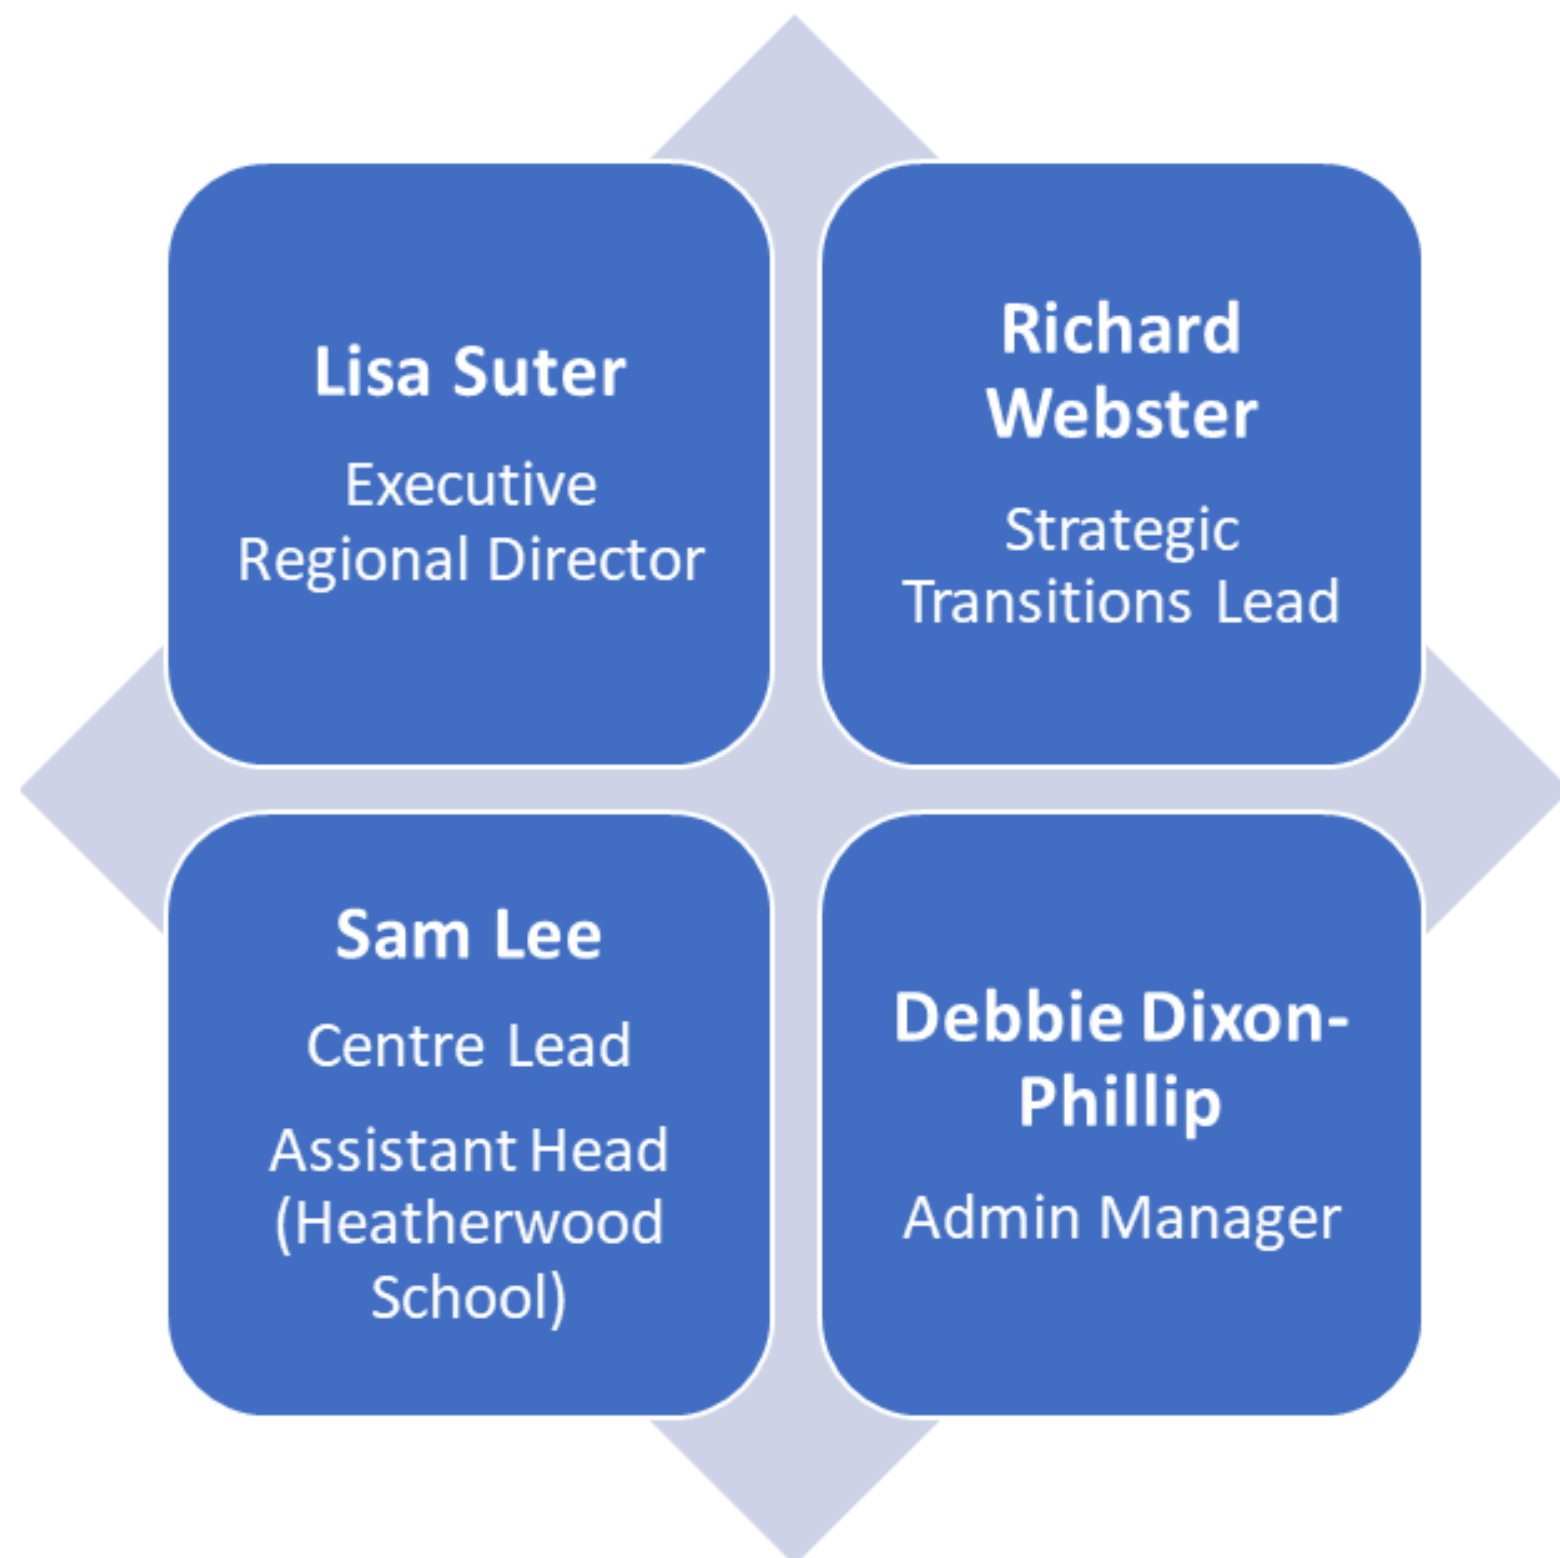 Lisa Suter
Executive
Regional Director
Richard
Webster
Strategic
Transitions Lead
Sam Lee
Centre Lead
Assistant Head
(Heatherwood
School)
Debbie Dixon-
Phillip
Admin Manager